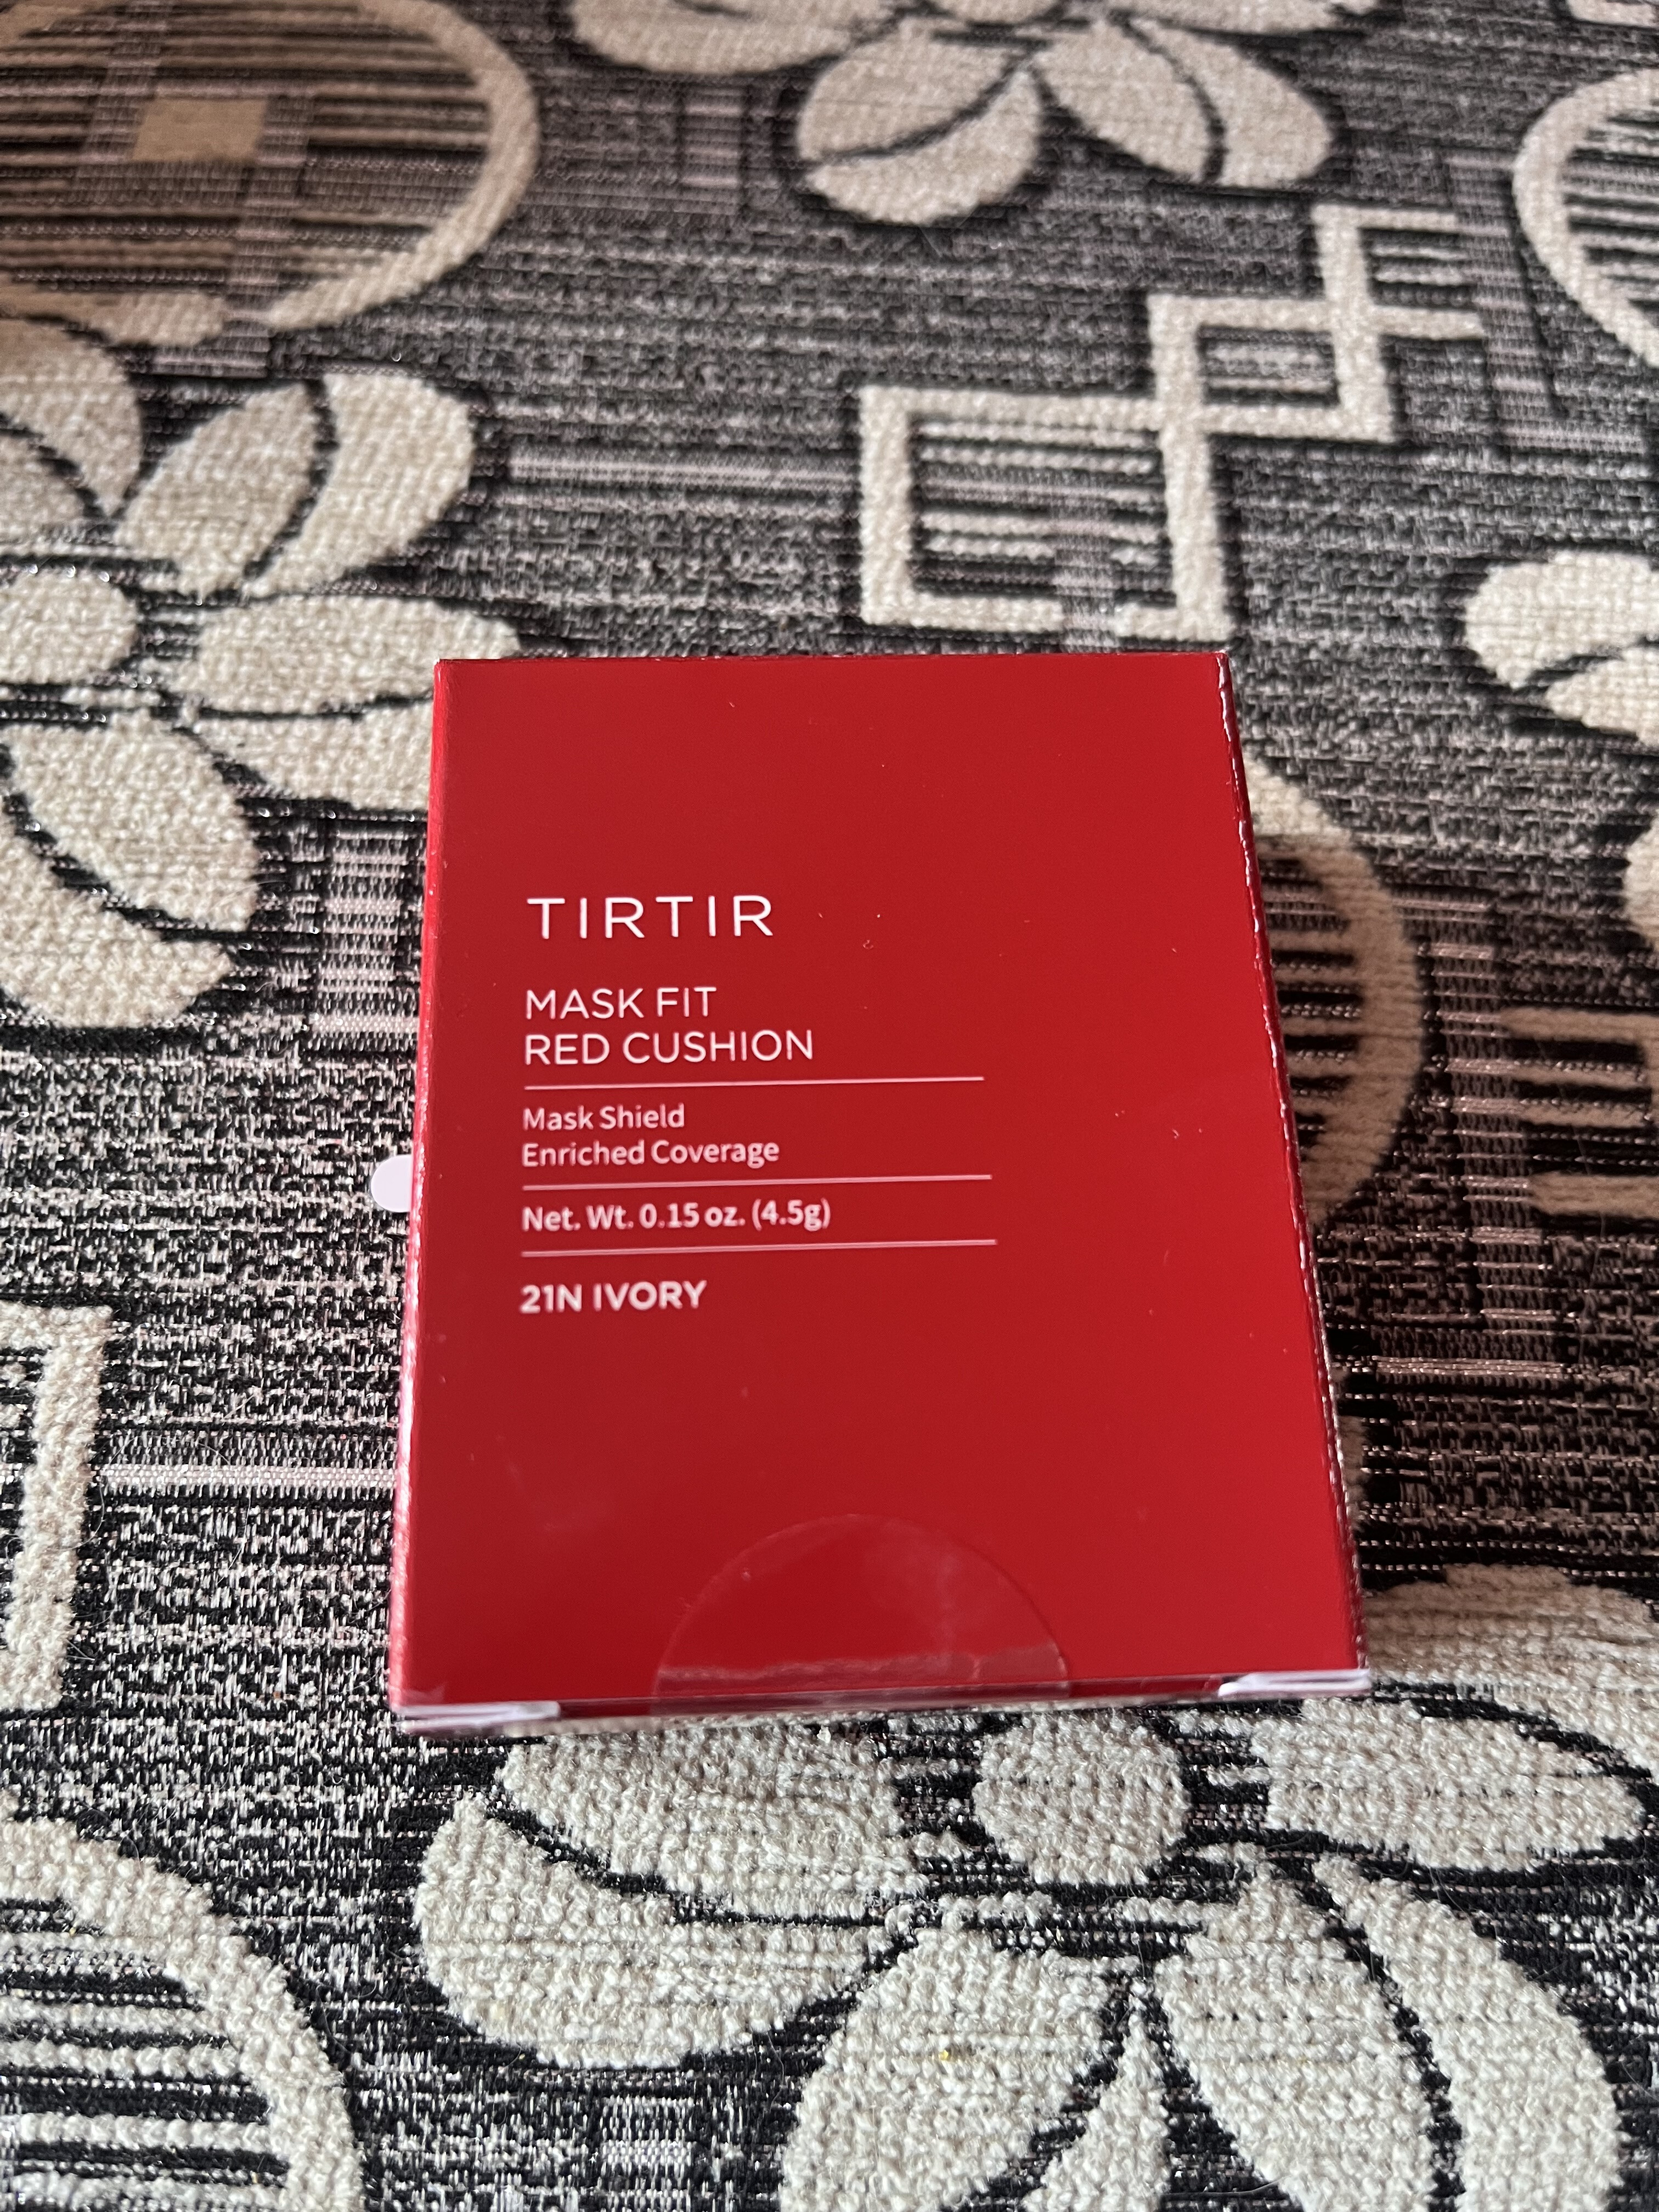 TIRTIR
MASK FIT
RED CUSHION
Mask Shield
Enriched Coverage
Net. Wt. 0.15 oz. (4.5g)
21N IVORY